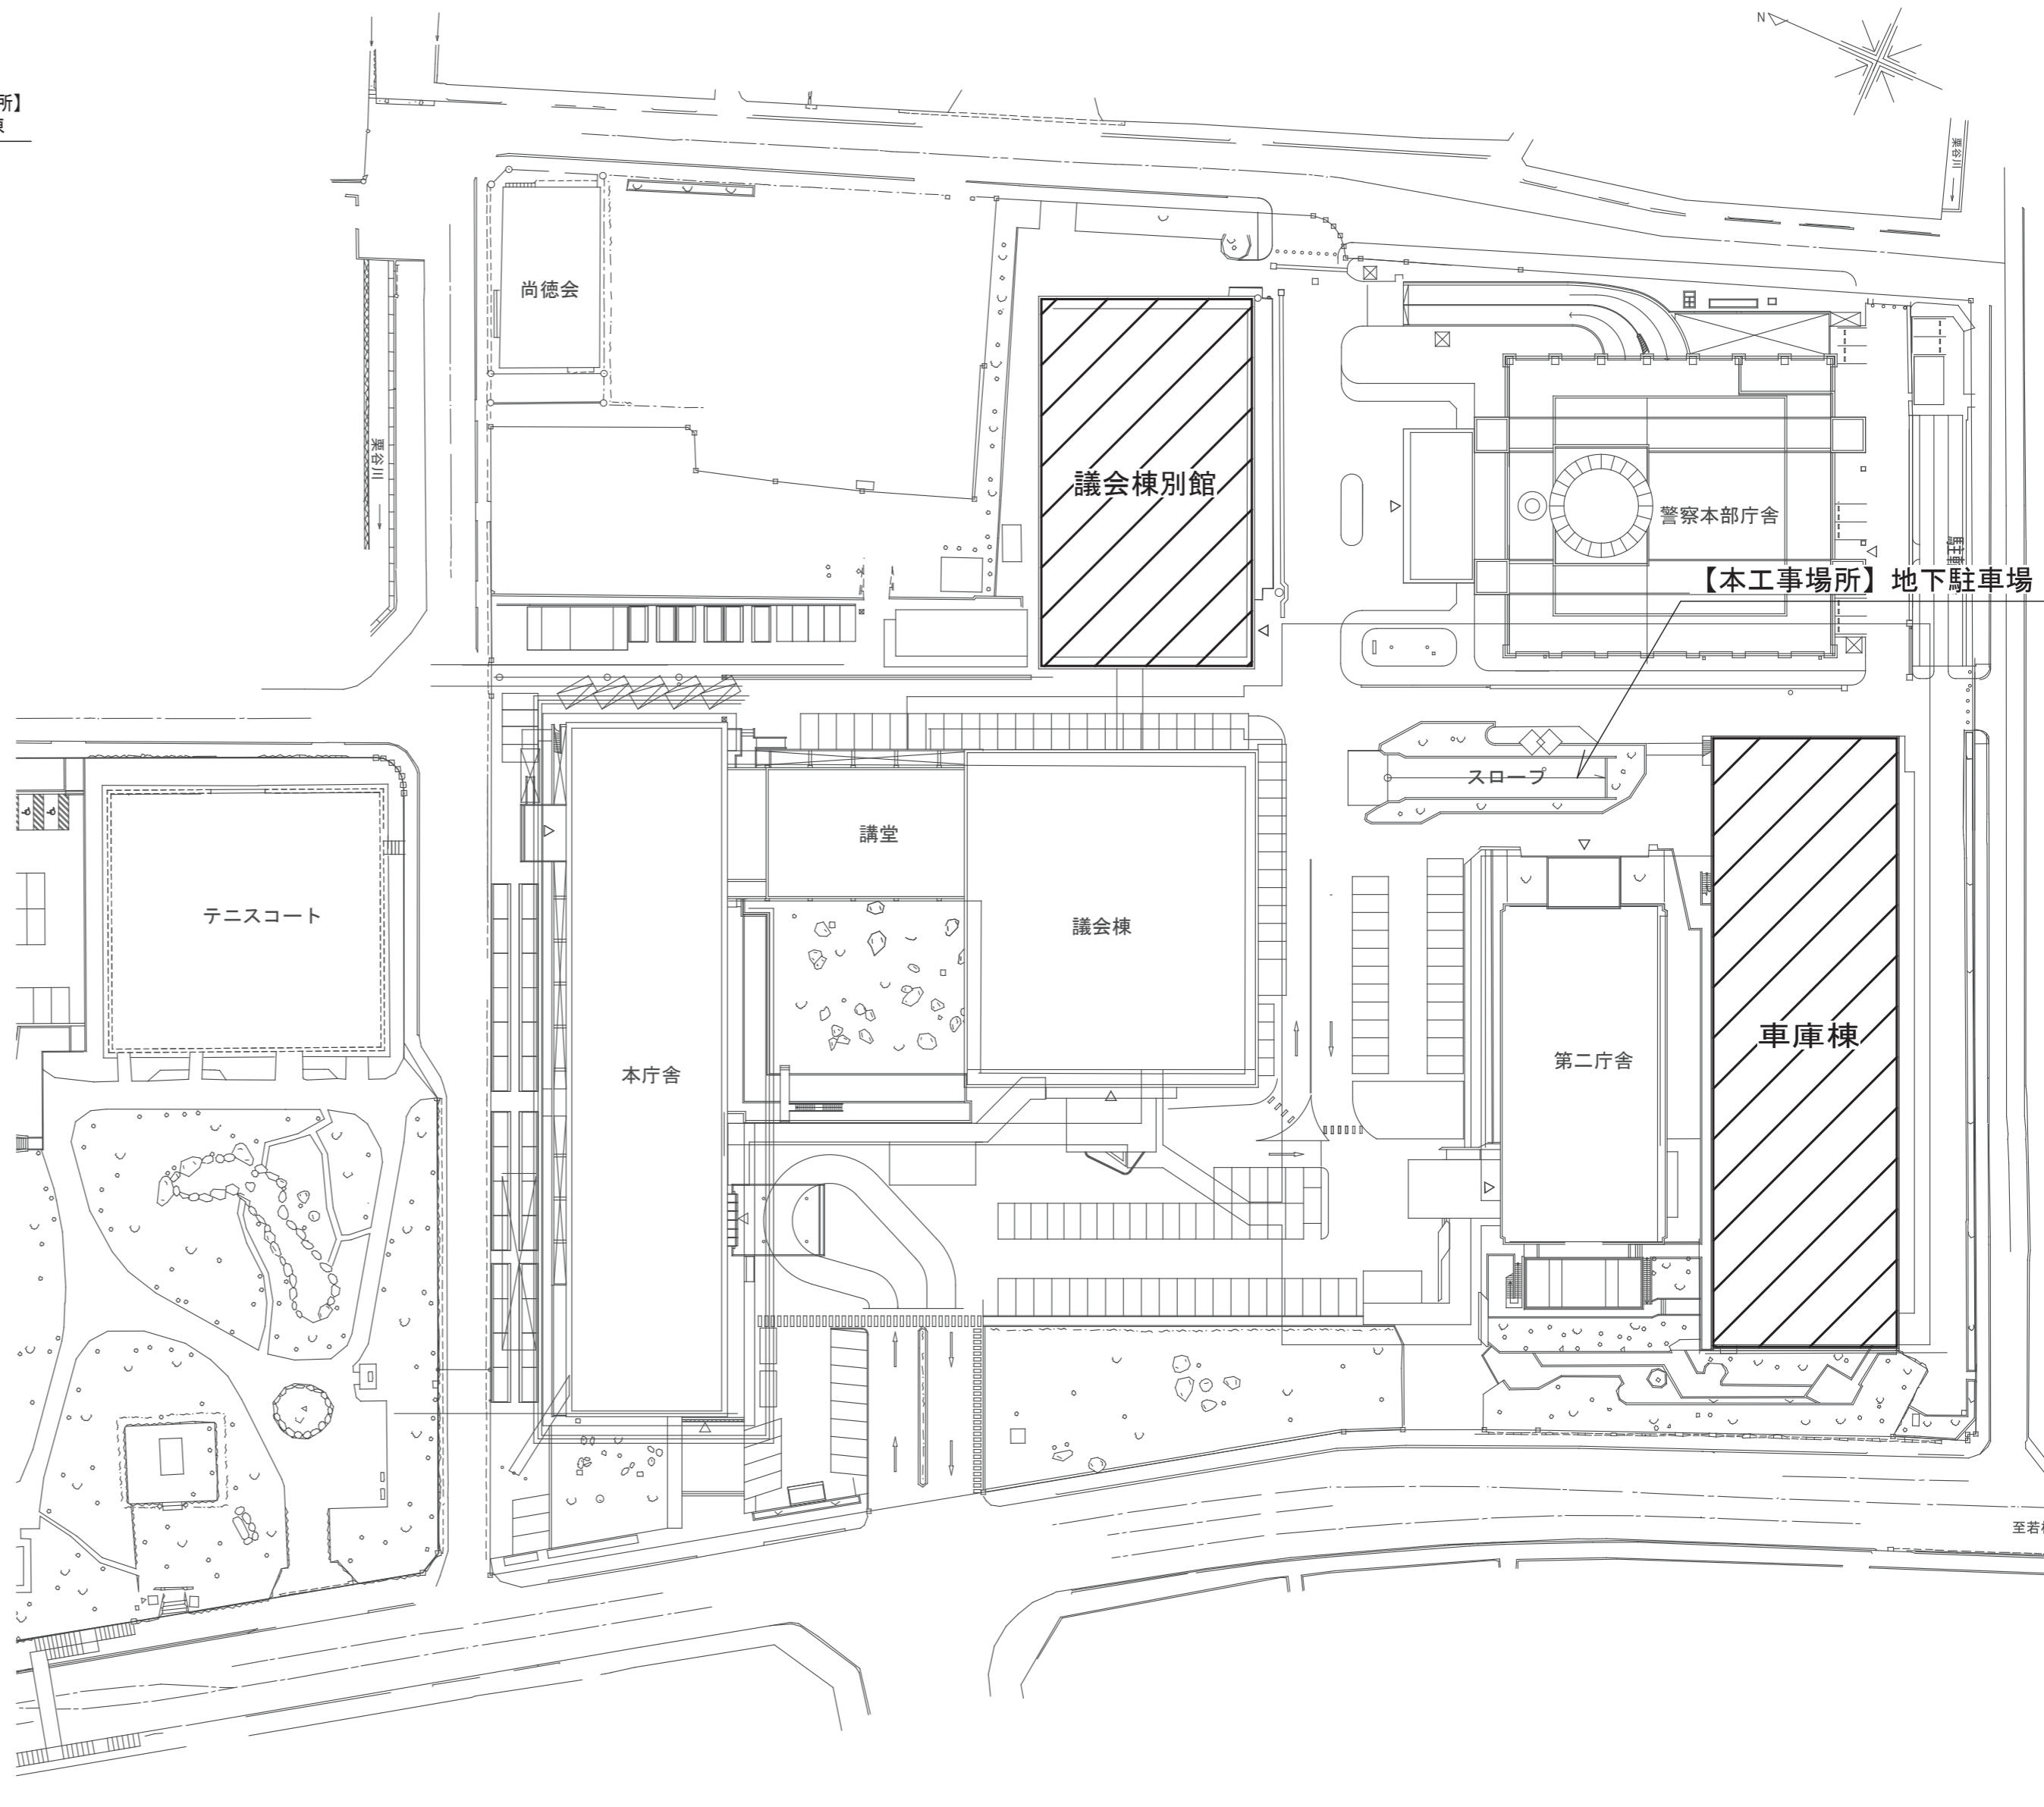 N
所】
栗谷川
尚徳会
栗谷川
議会棟別館
警察本部庁舎
【本工事場所】地下駐車場
スロープ
講堂
テニスコート
議会棟
車庫棟
第二庁舎
本庁舎
至若